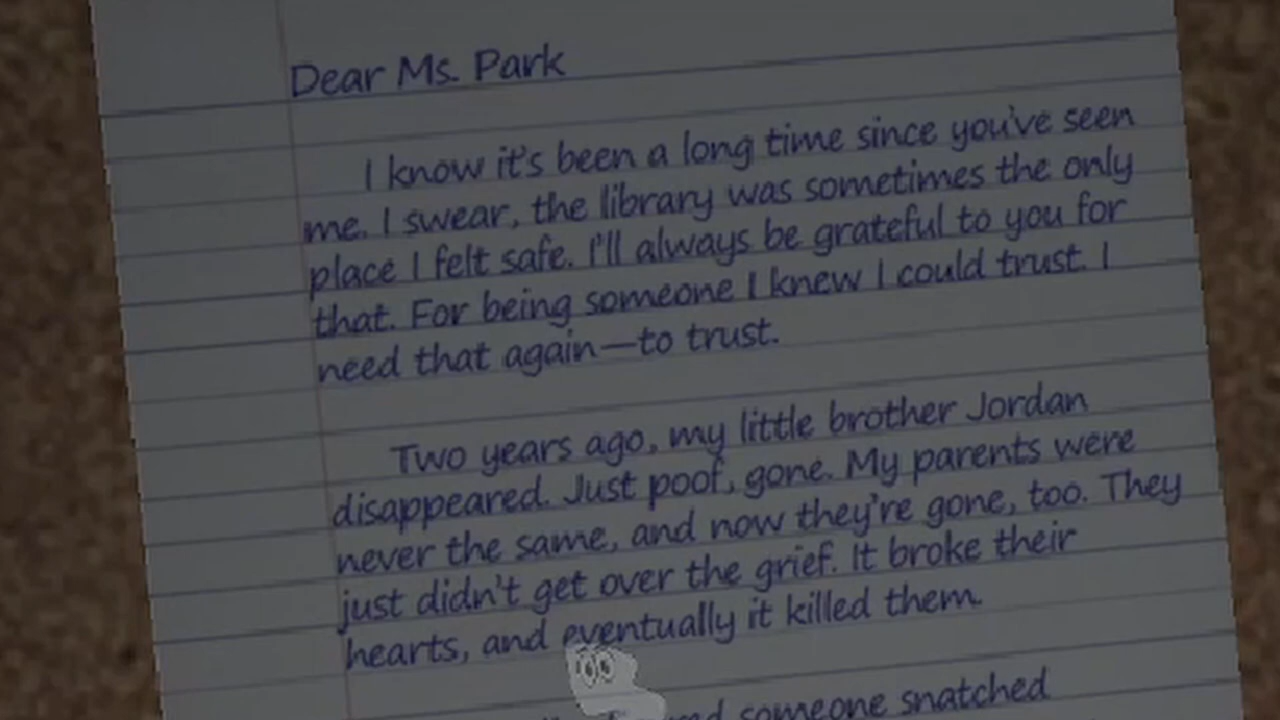 Dear Ms. Park
I know it's been a long time since you've seen
me. I swear, the library was sometimes the only
place I felt safe. I'll always be grateful to you for
that. For being someone I knew I could trust. I
need that again—to trust.
Two years ago, my little brother Jordan
disappeared. Just poof, gone. My parents were
never the same, and now they're gone, too. They
just didn't get over the grief. It broke their
hearts, and eventually it killed them.
someone snatched